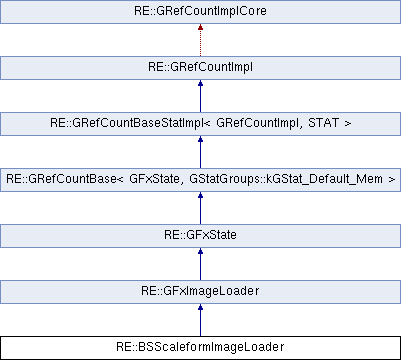 RE::GRefCountImplCore
RE::GRefCountImpl
RE::GRefCountBaseStatImpl< GRefCountImpl, STAT >
RE::GRefCountBase< GFxState, GStatGroups::kGStat_Default_Mem >
RE::GFxState
RE::GFxImageLoader
RE::BSScaleformImageLoader